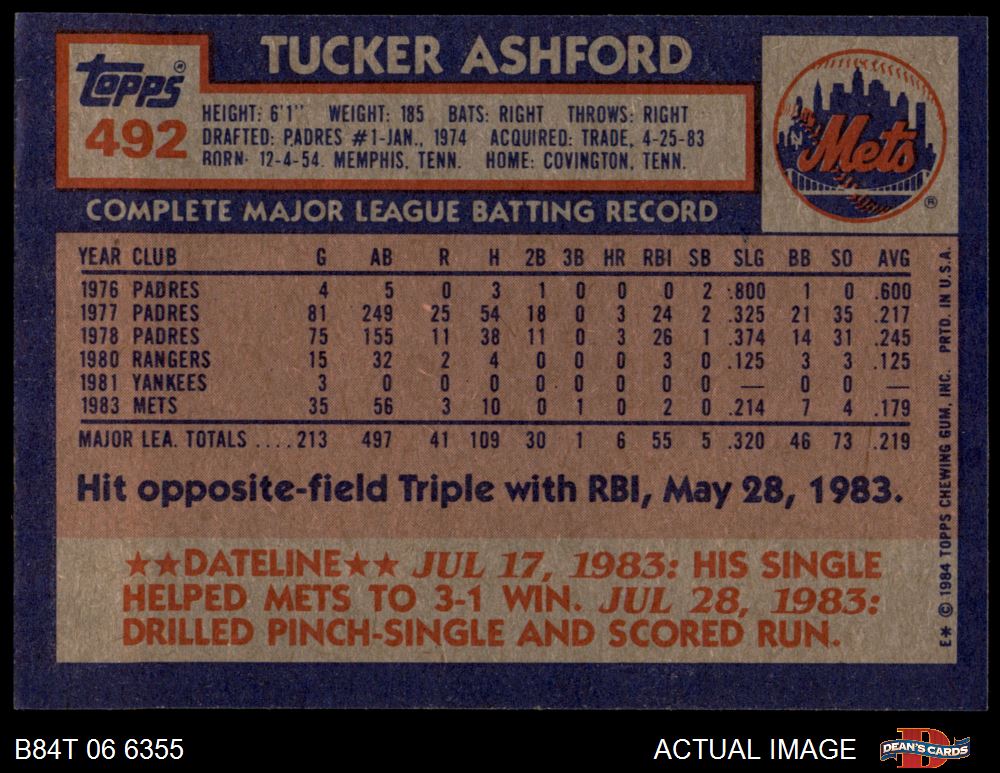 TUCKER ASHFORD
Topps®
492
HEIGHT: 6'1" WEIGHT: 185 BATS: RIGHT THROWS: RIGHT
DRAFTED: PADRES #1-JAN., 1974 ACQUIRED: TRADE, 4-25-83
BORN: 12-4-54, MEMPHIS, TENN. HOME: COVINGTON, TENN.
Mets
®
COMPLETE MAJOR LEAGUE BATTING RECORD
YEAR CLUB G AB R H 2B 3B HR RBI SB SLG BB SO AVG
1976 PADRES 4 5 0 3 1 0 0 0 2 .800 1 0 .600
1977 PADRES 81 249 25 54 18 0 3 24 2 .325 21 35 .217
1978 PADRES 75 155 11 38 11 0 3 26 1 .374 14 31 .245
1980 RANGERS 15 32 2 4 0 0 0 3 0 .125 3 3 .125
1981 YANKEES 3 0 0 0 0 0 0 0 0 — 0 0 —
1983 METS 35 56 3 10 0 1 0 2 0 .214 7 4 .179
MAJOR LEA. TOTALS ....213 497 41 109 30 1 6 55 5 .320 46 73 .219
Hit opposite-field Triple with RBI, May 28, 1983.
★★DATELINE★★ JUL 17, 1983: HIS SINGLE
HELPED METS TO 3-1 WIN. JUL 28, 1983:
DRILLED PINCH-SINGLE AND SCORED RUN.
E* © 1984 TOPPS CHEWING GUM, INC. PRTD. IN U.S.A.
B84T 06 6355
ACTUAL IMAGE
DEAN'S CARDS